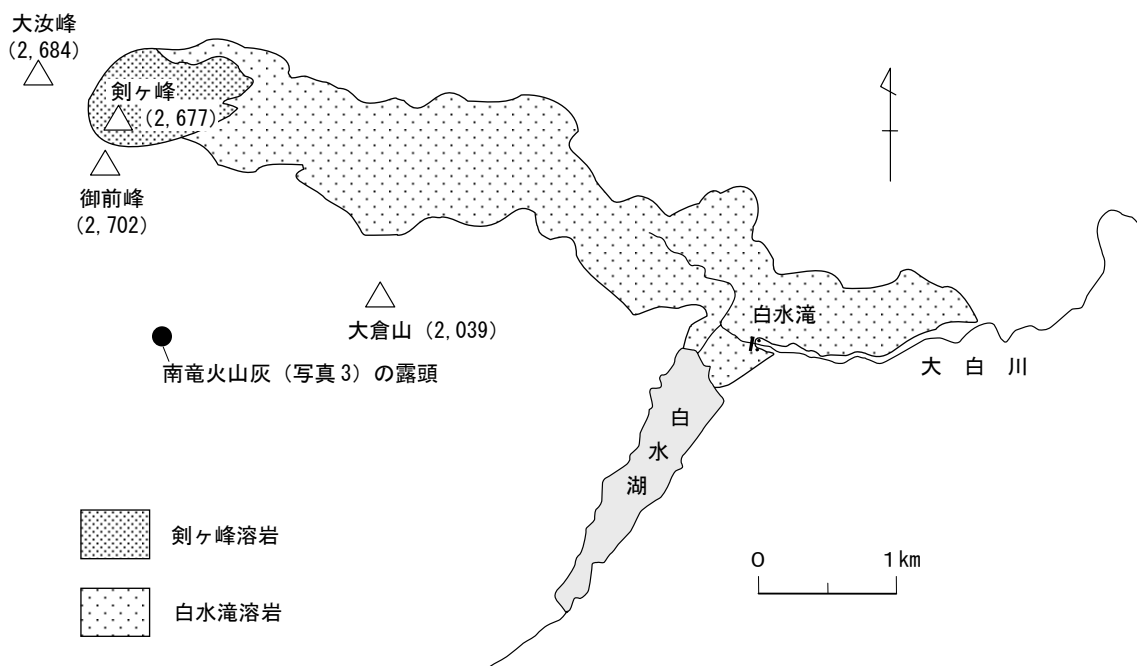 大汝峰
(2,684)
剣ヶ峰
(2,677)
御前峰
(2,702)
大倉山(2,039)
白水滝
南竜火山灰(写真3)の露頭
大白川
白水湖
剣ヶ峰溶岩
白水滝溶岩
0 1km